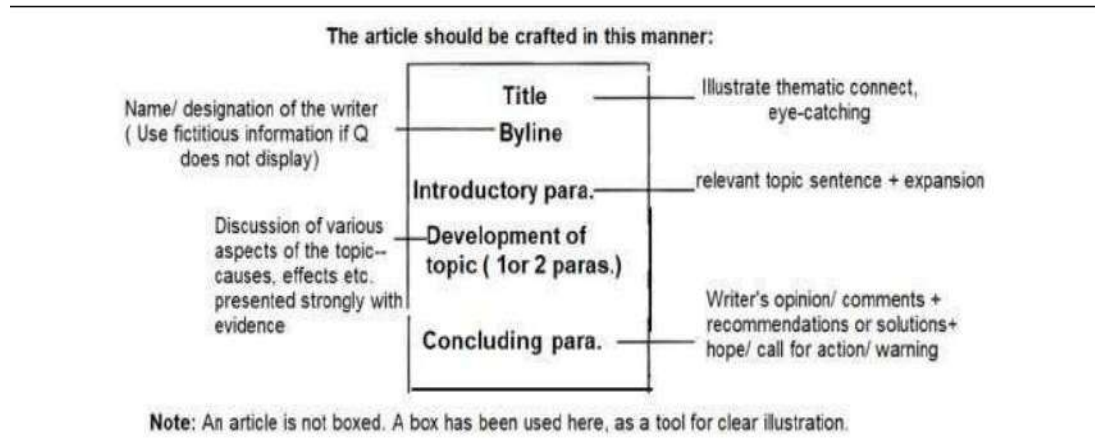 The article should be crafted in this manner:
Title
Illustrate thematic connect,
eye-catching
Name/ designation of the writer
( Use fictitious information if Q
does not display)
Byline
Introductory para.
relevant topic sentence + expansion
Discussion of various
aspects of the topic--
causes, effects etc.
presented strongly with
evidence
Development of
topic ( 1or 2 paras.)
Concluding para.
Writer's opinion/ comments +
recommendations or solutions+
hope/ call for action/ warning
Note: An article is not boxed. A box has been used here, as a tool for clear illustration.